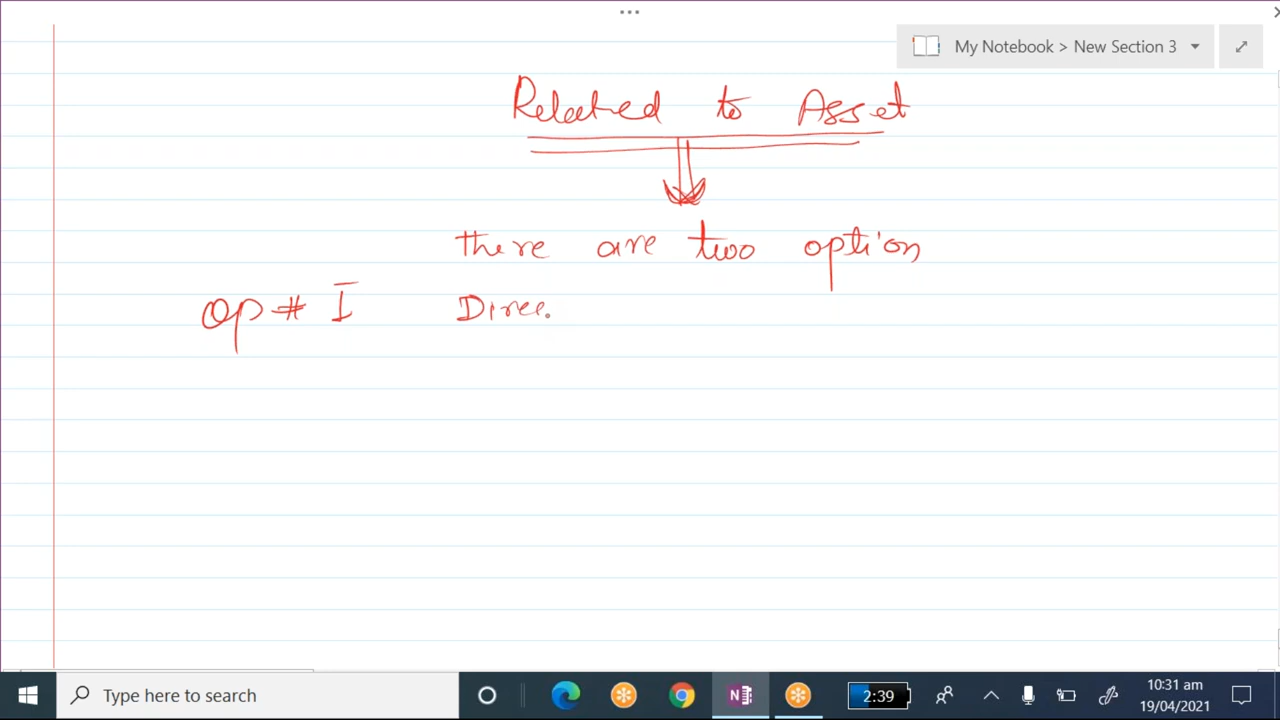 My Notebook > New Section 3
Related to Asset
there are two option
op # I Direc
Type here to search
2:39
10:31 am
19/04/2021